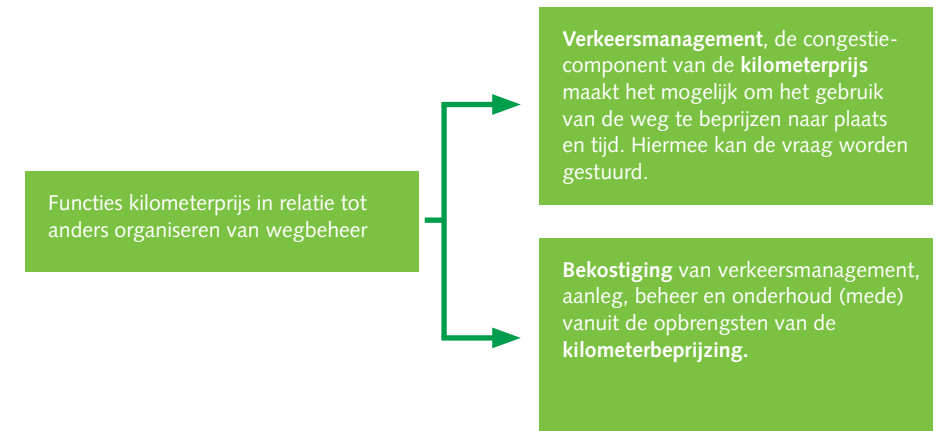 Verkeersmanagement, de congestie-
component van de kilometerprijs
maakt het mogelijk om het gebruik
van de weg te beprijzen naar plaats
en tijd. Hiermee kan de vraag worden
gestuurd.
Functies kilometerprijs in relatie tot
anders organiseren van wegbeheer
Bekostiging van verkeersmanagement,
aanleg, beheer en onderhoud (mede)
vanuit de opbrengsten van de
kilometerbeprijzing.